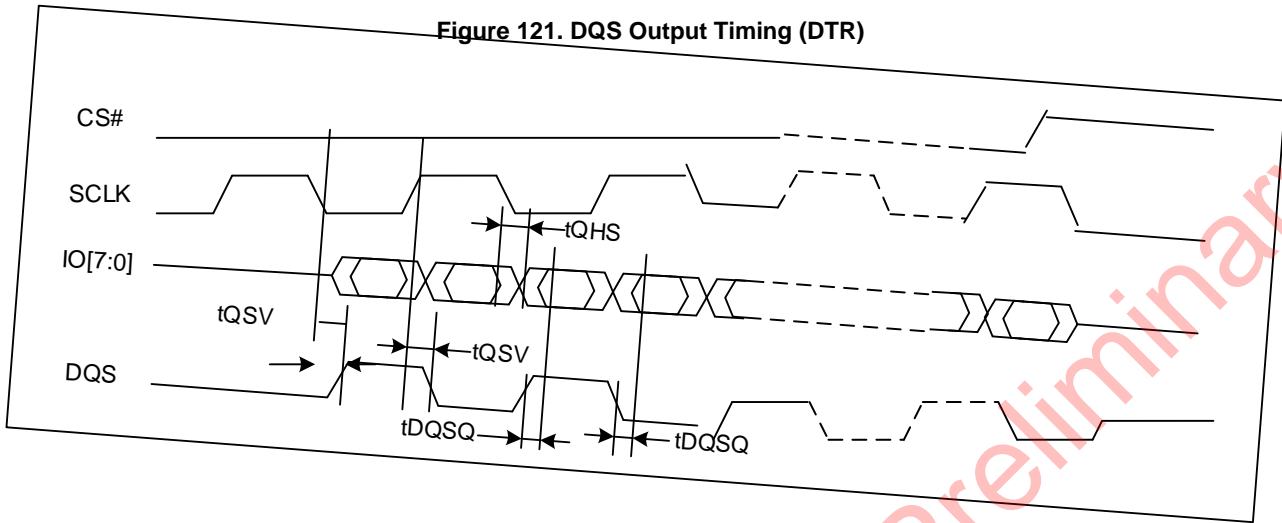 Figure 121. DQS Output Timing (DTR)
CS#
SCLK
tQHS
IO[7:0]
tQSV
tQSV
DQS
tDQSQ
tDQSQ
Preliminary